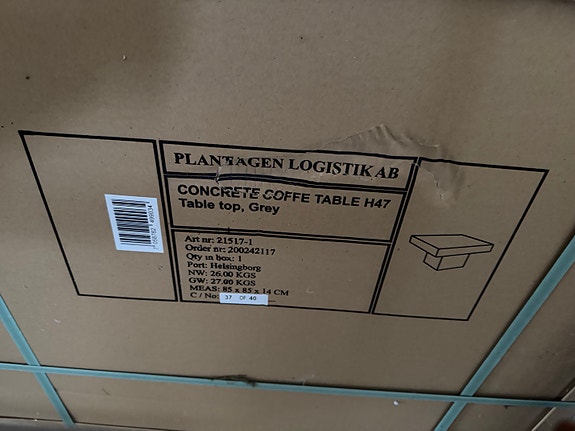 PLANTAGEN LOGISTIK AB
CONCRETE COFFE TABLE H47
Table top, Grey
Art nr: 21517-1
Order nr: 200242117
Qty in box: 1
Port: Helsingborg
NW: 26.00 KGS
GW: 27.00 KGS
MEAS: 85 x 85 x 14 CM
C / No: 37 OF 40